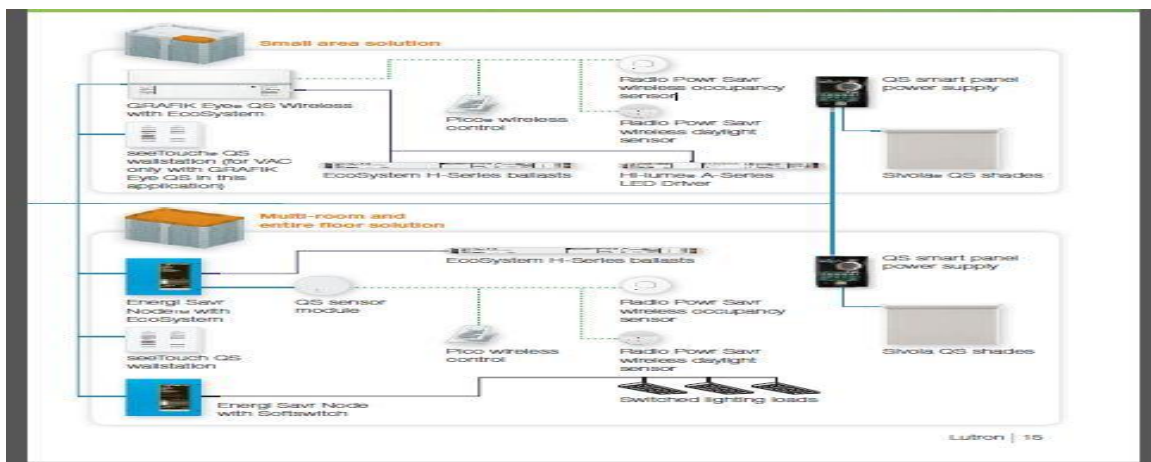 Small area solution
GRAFIK Eye® QS Wireless
with EcoSystem
Pico® wireless
control
Radio Powr Savr
wireless occupancy
sensor
QS smart panel
power supply
seeTouch® QS
wallstation (for VAC
only with GRAFIK
Eye QS in this
application)
Radio Powr Savr
wireless daylight
sensor
EcoSystem H-Series ballasts
Hi-lume® A-Series
LED Driver
Sivoia® QS shades
Multi-room and
entire floor solution
EcoSystem H-Series ballasts
QS smart panel
power supply
Energi Savr
Node™ with
EcoSystem
QS sensor
module
Radio Powr Savr
wireless occupancy
sensor
seeTouch QS
wallstation
Pico wireless
control
Radio Powr Savr
wireless daylight
sensor
Sivoia QS shades
Energi Savr Node
with Softswitch
Switched lighting loads
Lutron | 15